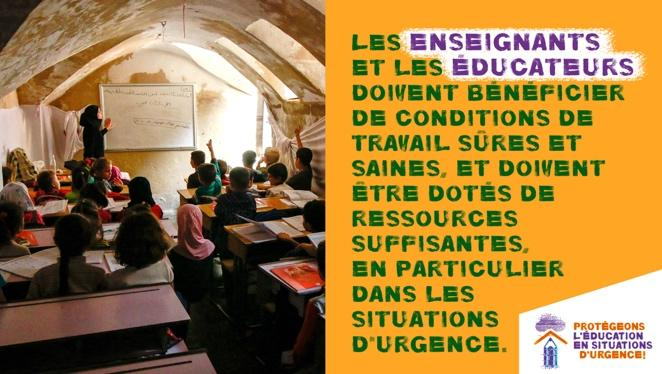 LES ENSEIGNANTS
ET LES ÉDUCATEURS
DOIVENT BÉNÉFICIER
DE CONDITIONS DE
TRAVAIL SÛRES ET
SAINES, ET DOIVENT
ÊTRE DOTÉS DE
RESSOURCES
SUFFISANTES,
EN PARTICULIER
DANS LES
SITUATIONS
D'URGENCE.
PROTÉGEONS
L'ÉDUCATION
EN SITUATIONS
D'URGENCE!